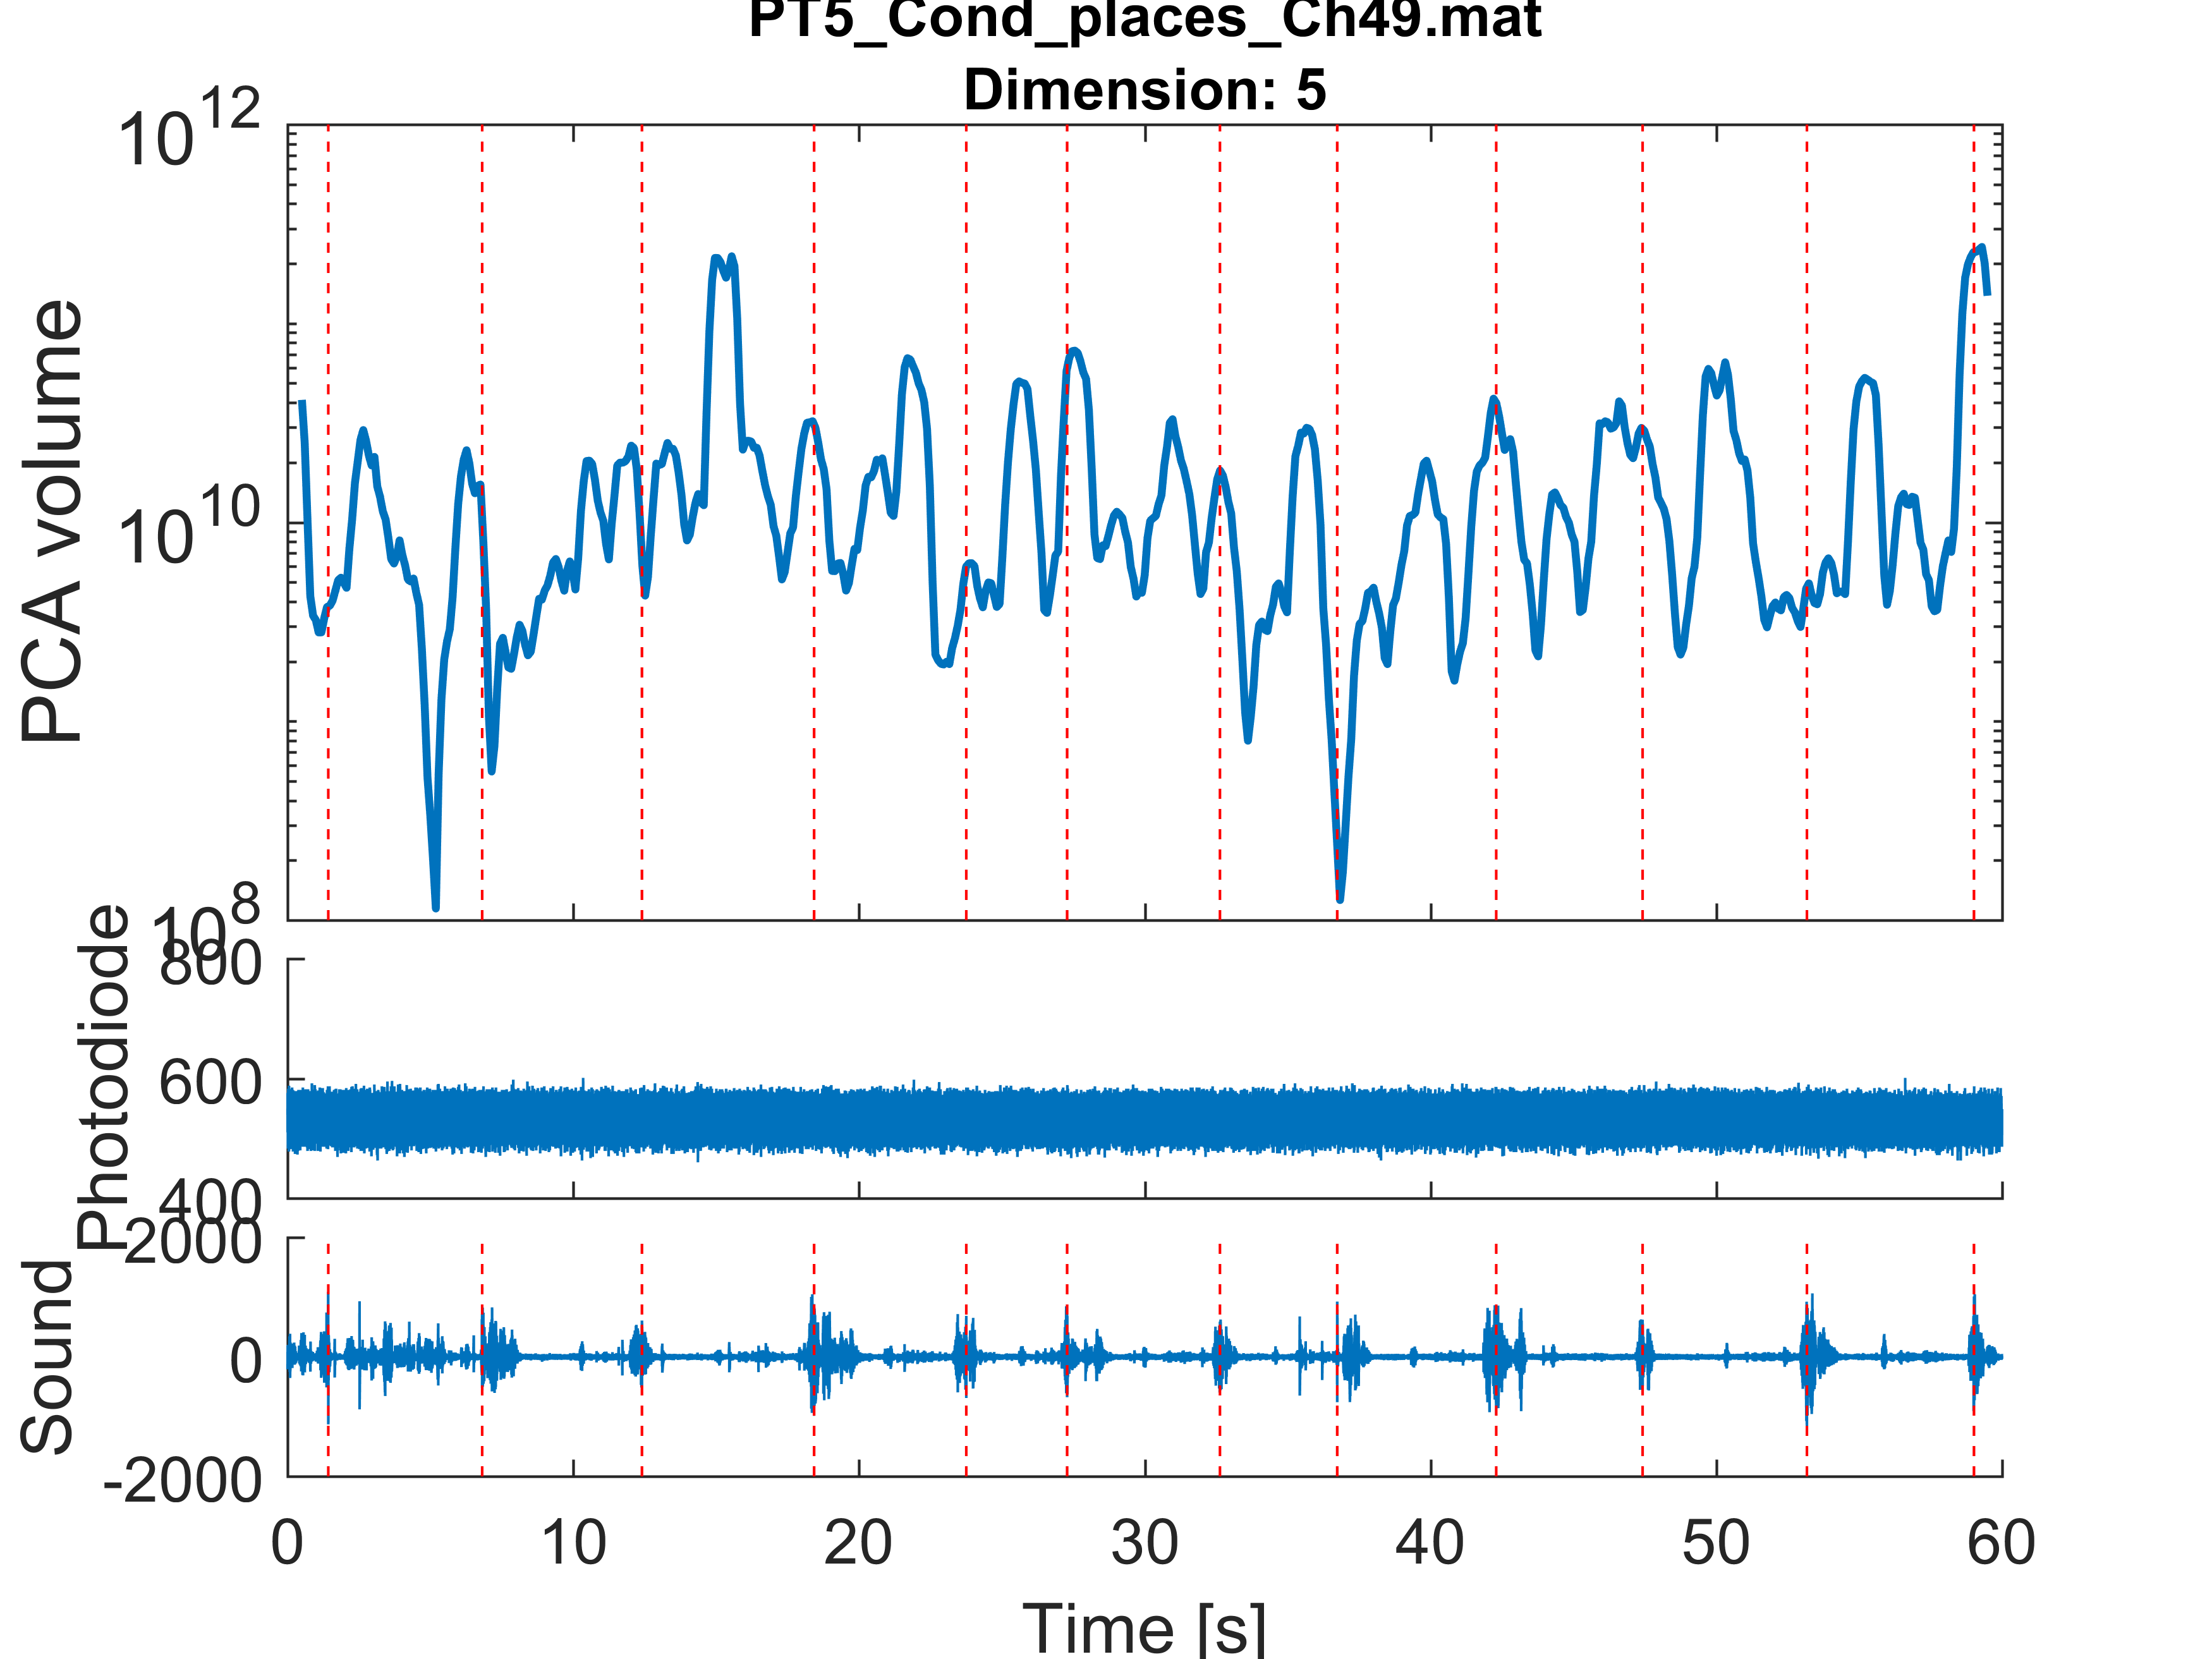 PT5_Cond_places_Ch49.mat
Dimension: 5
10^12
10^10
10^8
PCA volume
800
600
400
Photodiode
2000
0
-2000
Sound
0 10 20 30 40 50 60
Time [s]